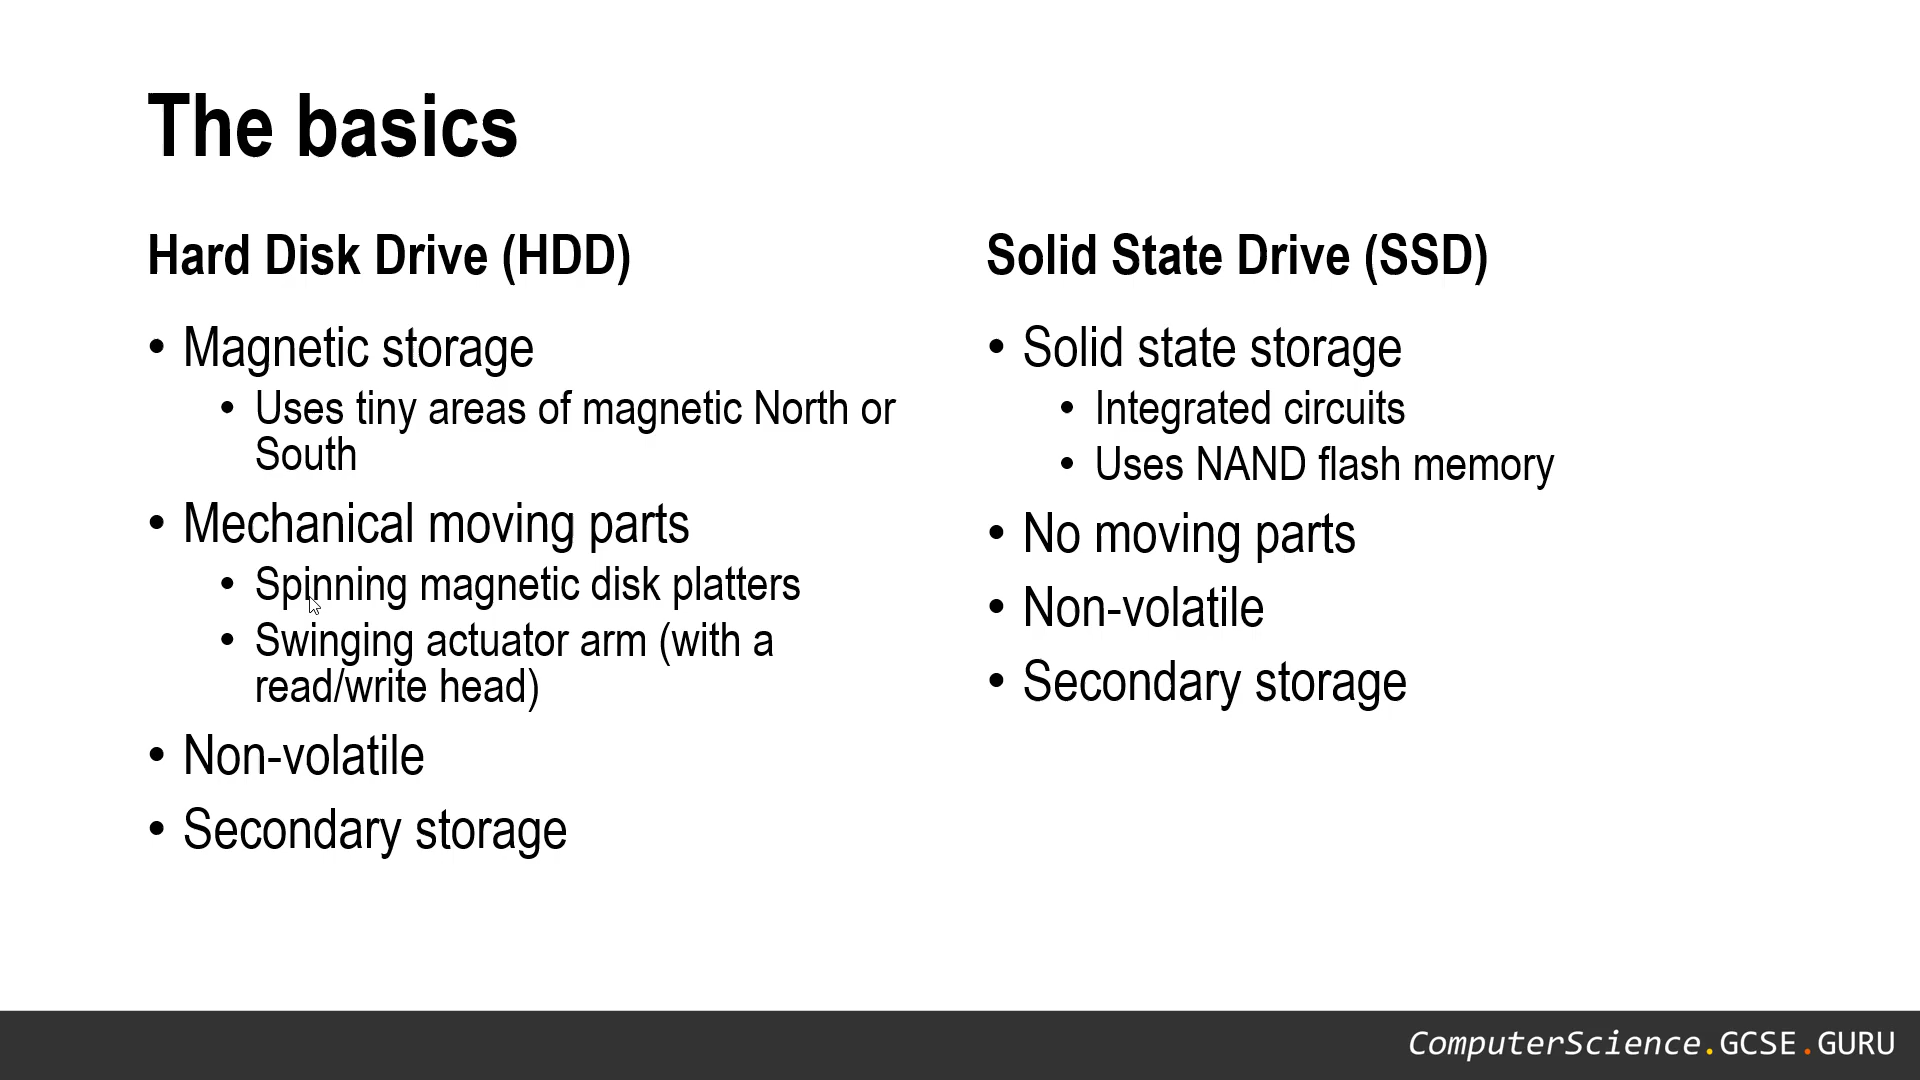 The basics
Hard Disk Drive (HDD)
• Magnetic storage
• Uses tiny areas of magnetic North or
South
• Mechanical moving parts
• Spinning magnetic disk platters
• Swinging actuator arm (with a
read/write head)
• Non-volatile
• Secondary storage
Solid State Drive (SSD)
• Solid state storage
• Integrated circuits
• Uses NAND flash memory
• No moving parts
• Non-volatile
• Secondary storage
ComputerScience.GCSE.GURU